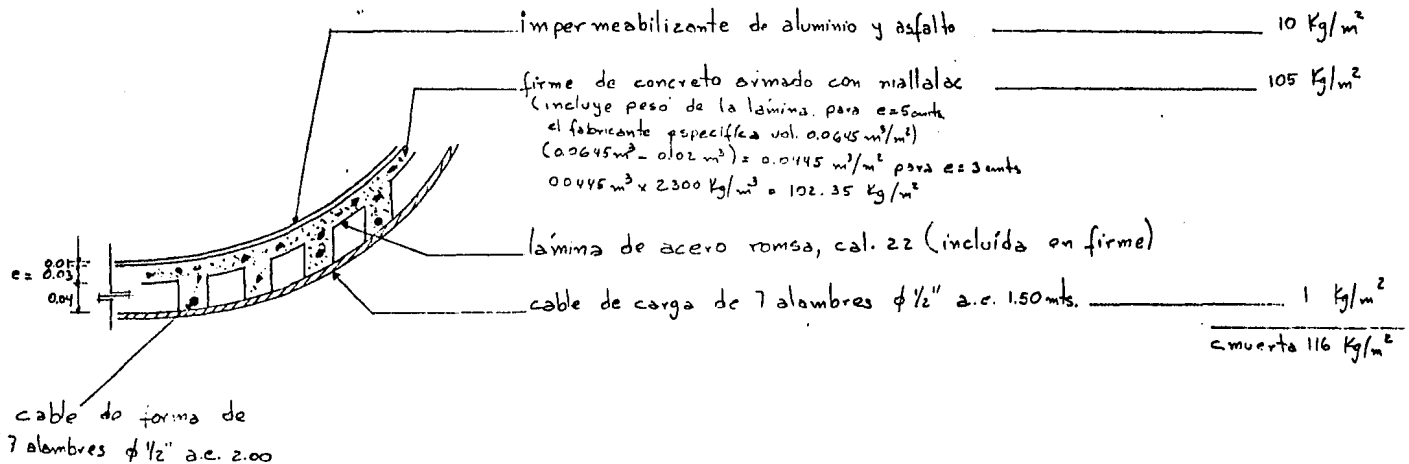 impermeabilizante de aluminio y asfalto 10 Kg/m²
firme de concreto armado con mallalac 105 Kg/m²
(incluye peso de la lámina. para e=5cmts
el fabricante especifica vol. 0.0645 m³/m²)
(0.0645m³ - 0.02 m³) = 0.0445 m³/m² para e=3 cmts
0.0445m³ x 2300 Kg/m³ = 102.35 Kg/m²
lámina de acero romsa, cal. 22 (incluída en firme)
cable de carga de 7 alambres ϕ 1/2" a.c. 1.50 mts. 1 Kg/m²
c.muerta 116 Kg/m²
0.01
e = 0.03
0.04
cable de forma de
7 alambres ϕ 1/2" a.c. 2.00